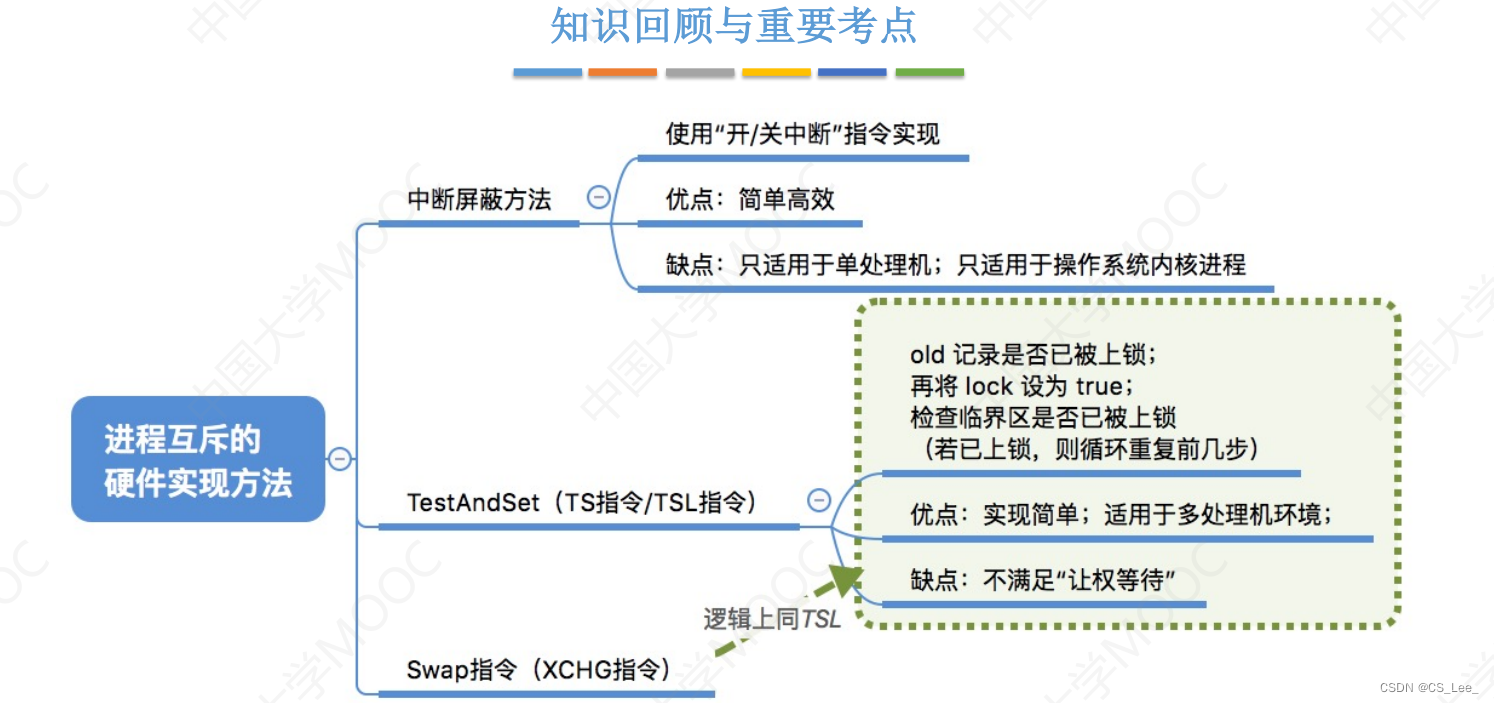 知识回顾与重要考点
使用“开/关中断”指令实现
中断屏蔽方法
优点：简单高效
缺点：只适用于单处理机；只适用于操作系统内核进程
old 记录是否已被上锁；
再将 lock 设为 true；
检查临界区是否已被上锁
（若已上锁，则循环重复前几步）
进程互斥的
硬件实现方法
TestAndSet（TS指令/TSL指令）
优点：实现简单；适用于多处理机环境；
缺点：不满足“让权等待”
逻辑上同TSL
Swap指令（XCHG指令）
中国大学MOOC
CSDN @CS_Lee_